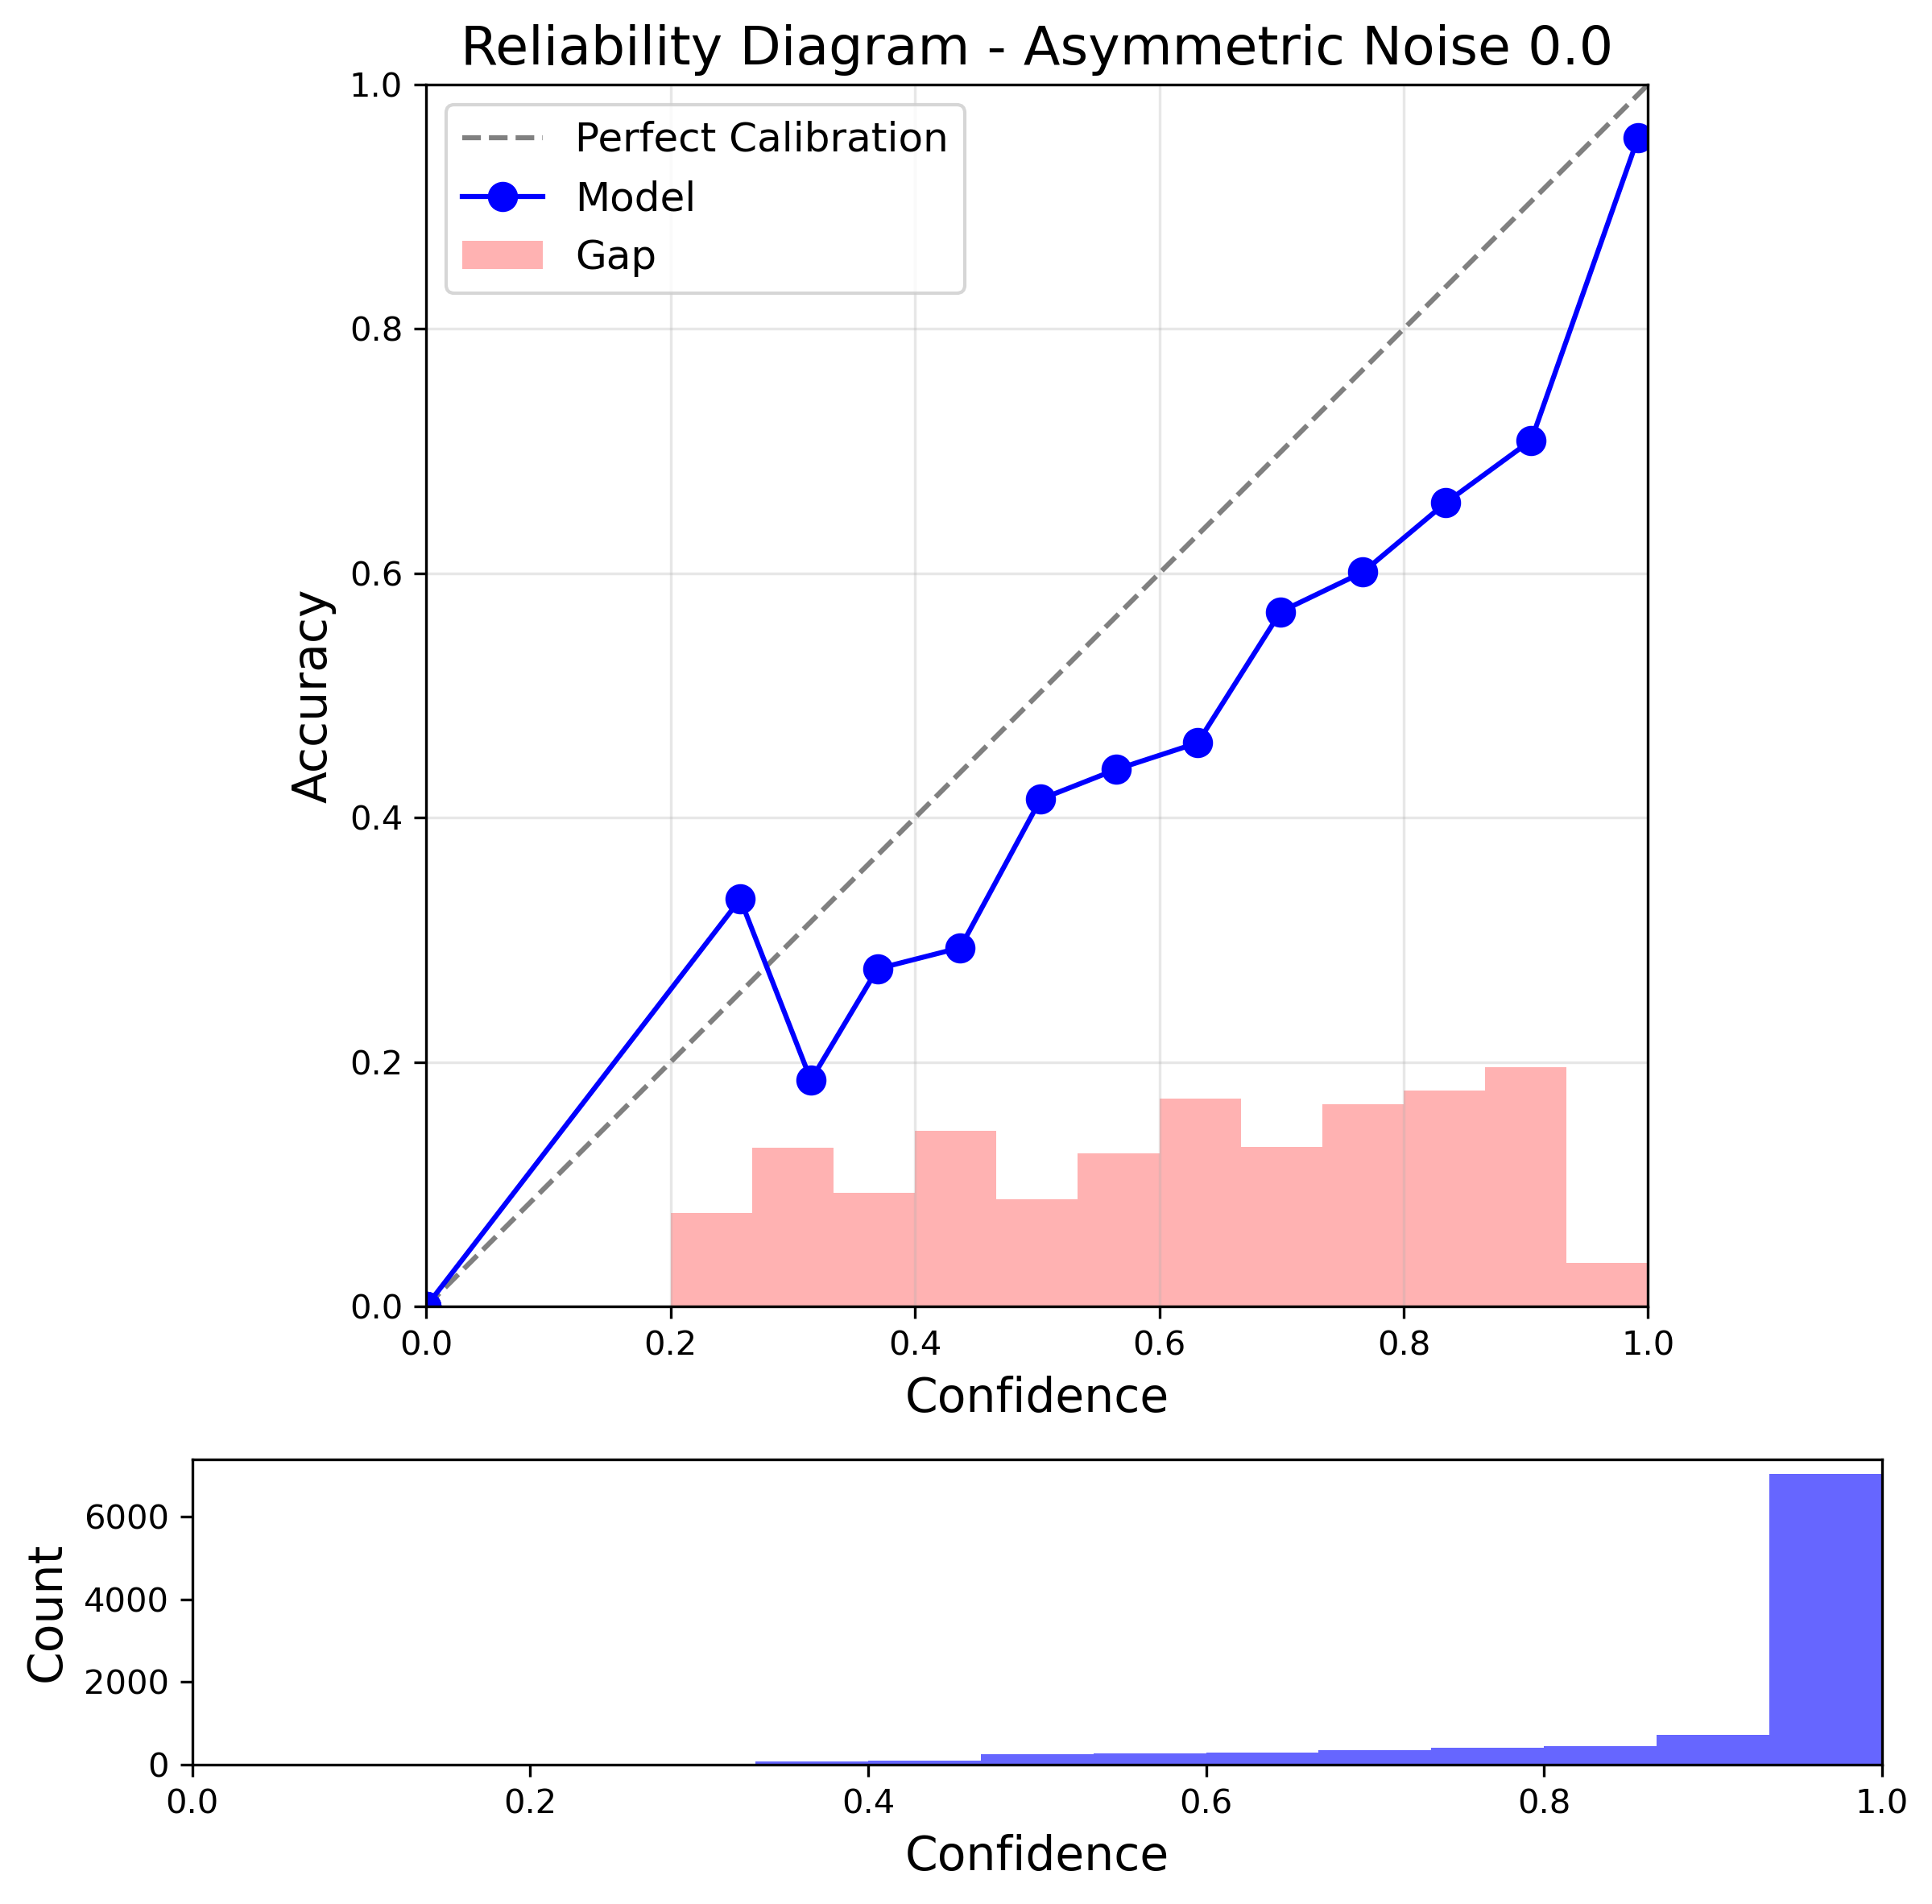 Reliability Diagram - Asymmetric Noise 0.0
Perfect Calibration
Model
Gap
Accuracy
1.0
0.8
0.6
0.4
0.2
0.0
0.0 0.2 0.4 0.6 0.8 1.0
Confidence
Count
6000
4000
2000
0
0.0 0.2 0.4 0.6 0.8 1.0
Confidence